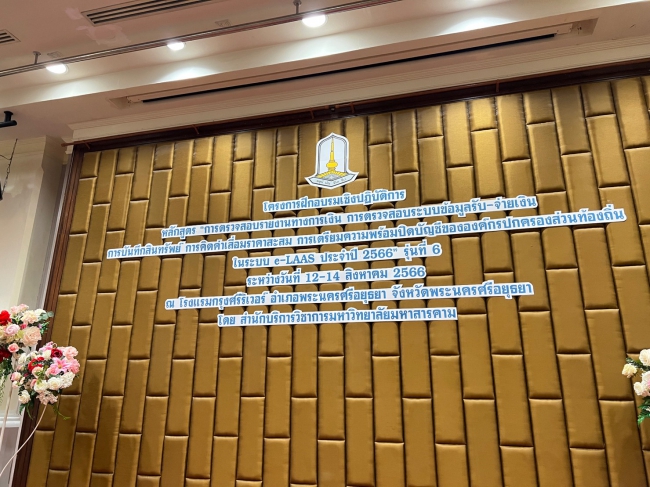 โครงการฝึกอบรมเชิงปฏิบัติการ
หลักสูตร "การตรวจสอบรายงานทางการเงิน การตรวจสอบระบบข้อมูลรับ-จ่ายเงิน
การบันทึกสินทรัพย์ การคิดค่าเสื่อมราคาสะสม การเตรียมความพร้อมปิดบัญชีขององค์กรปกครองส่วนท้องถิ่น
ในระบบ e-LAAS ประจำปี 2566" รุ่นที่ 6
ระหว่างวันที่ 12-14 สิงหาคม 2566
ณ โรงแรมกรุงศรีริเวอร์ อำเภอพระนครศรีอยุธยา จังหวัดพระนครศรีอยุธยา
โดย สำนักบริการวิชาการมหาวิทยาลัยมหาสารคาม